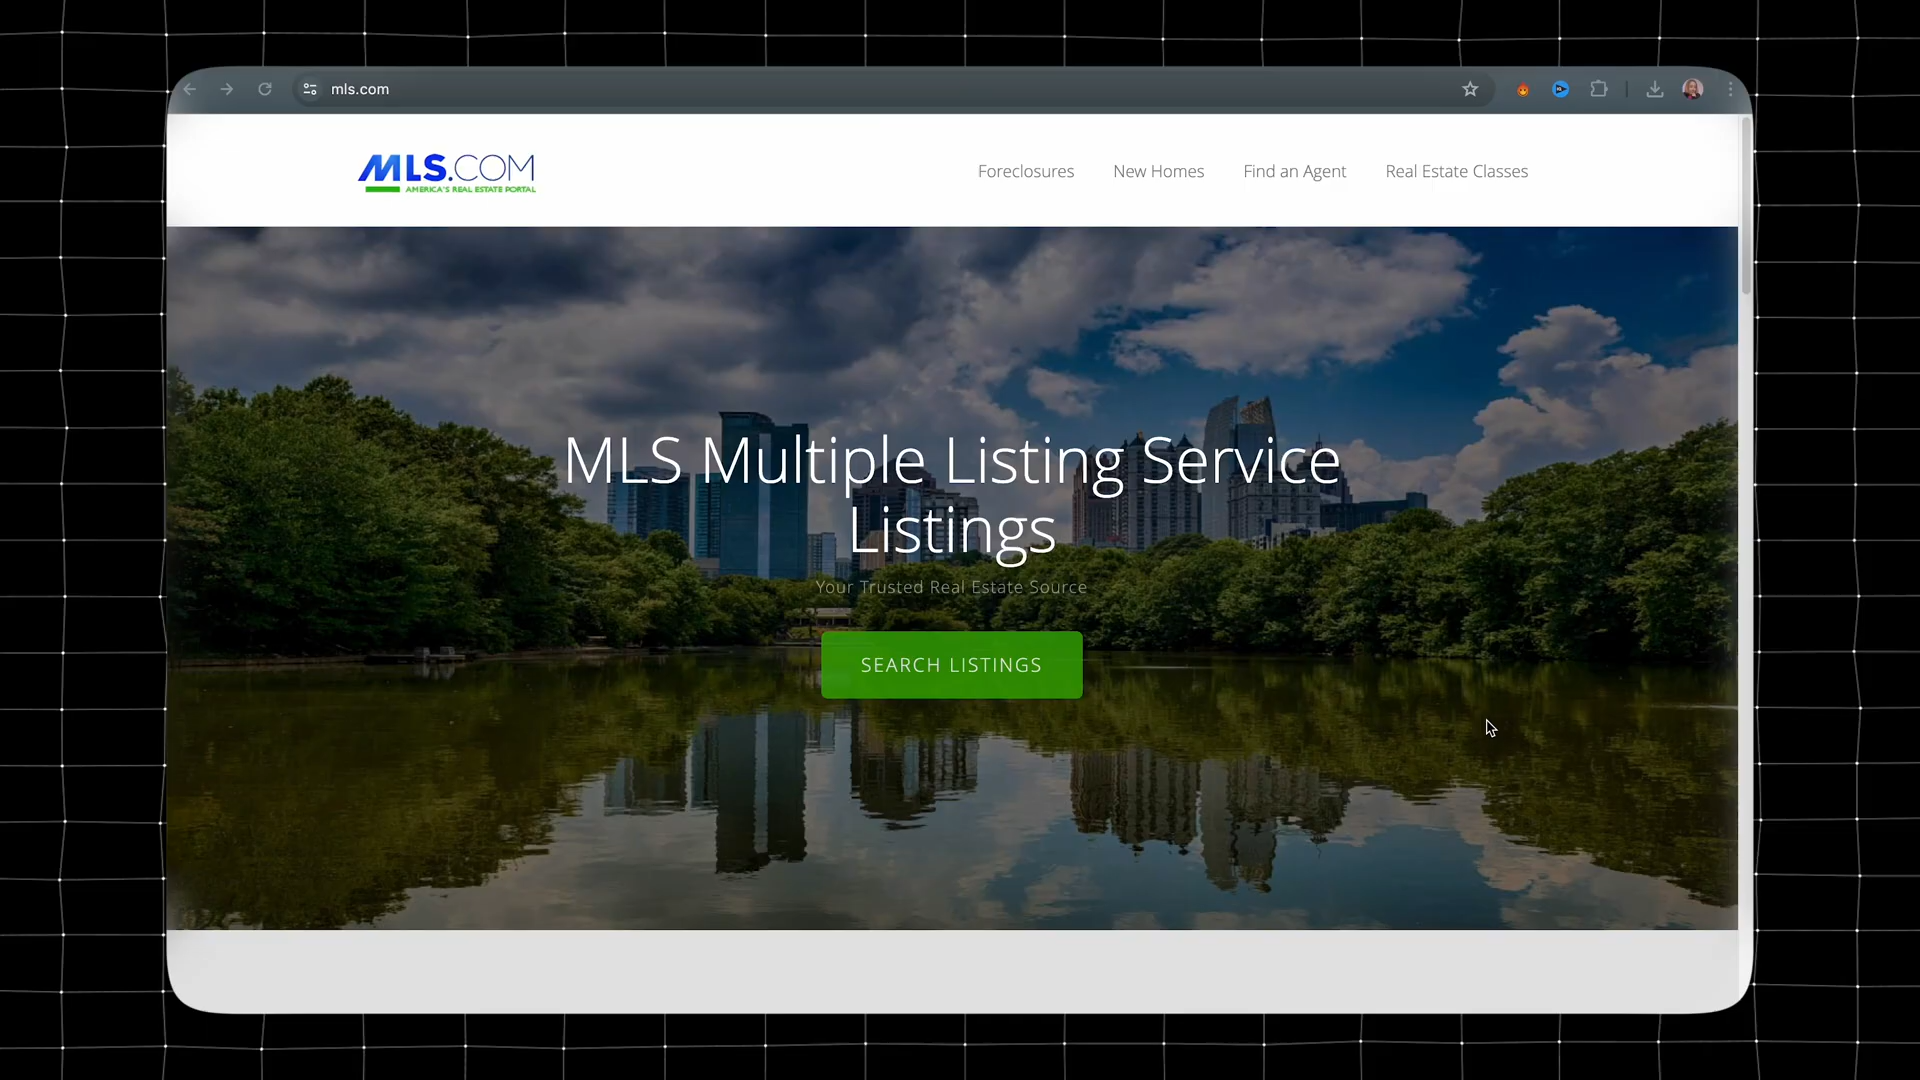 mls.com
MLS.COM
AMERICA'S REAL ESTATE PORTAL
Foreclosures
New Homes
Find an Agent
Real Estate Classes
MLS Multiple Listing Service
Listings
Your Trusted Real Estate Source
SEARCH LISTINGS